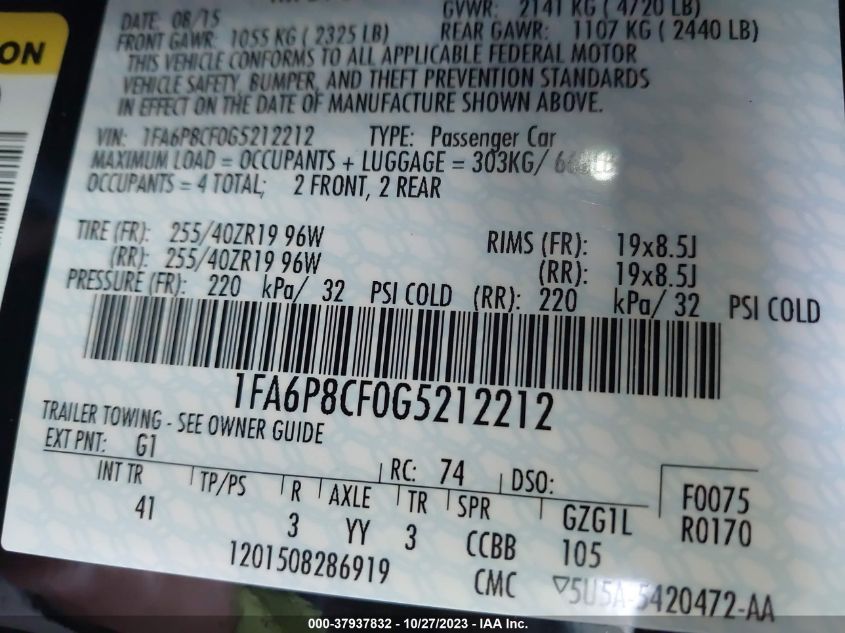 ON
DATE: 08/15
GVWR: 2141 KG ( 4720 LB)
FRONT GAWR: 1055 KG ( 2325 LB)
REAR GAWR: 1107 KG ( 2440 LB)
THIS VEHICLE CONFORMS TO ALL APPLICABLE FEDERAL MOTOR
VEHICLE SAFETY, BUMPER, AND THEFT PREVENTION STANDARDS
IN EFFECT ON THE DATE OF MANUFACTURE SHOWN ABOVE.
VIN: 1FA6P8CF0G5212212 TYPE: Passenger Car
MAXIMUM LOAD = OCCUPANTS + LUGGAGE = 303KG/
OCCUPANTS = 4 TOTAL; 2 FRONT, 2 REAR
TIRE (FR): 255/40ZR19 96W RIMS (FR): 19x8.5J
(RR): 255/40ZR19 96W (RR): 19x8.5J
PRESSURE (FR): 220 kPa/ 32 PSI COLD (RR): 220 kPa/ 32 PSI COLD
1FA6P8CF0G5212212
TRAILER TOWING - SEE OWNER GUIDE
EXT PNT: G1 RC: 74 DSO: F0075
INT TR TP/PS R AXLE TR SPR GZG1L R0170
41 3 YY 3 CCBB 105
1201508286919 CMC ▽5U5A-5420472-AA
000-37937832 - 10/27/2023 - IAA Inc.